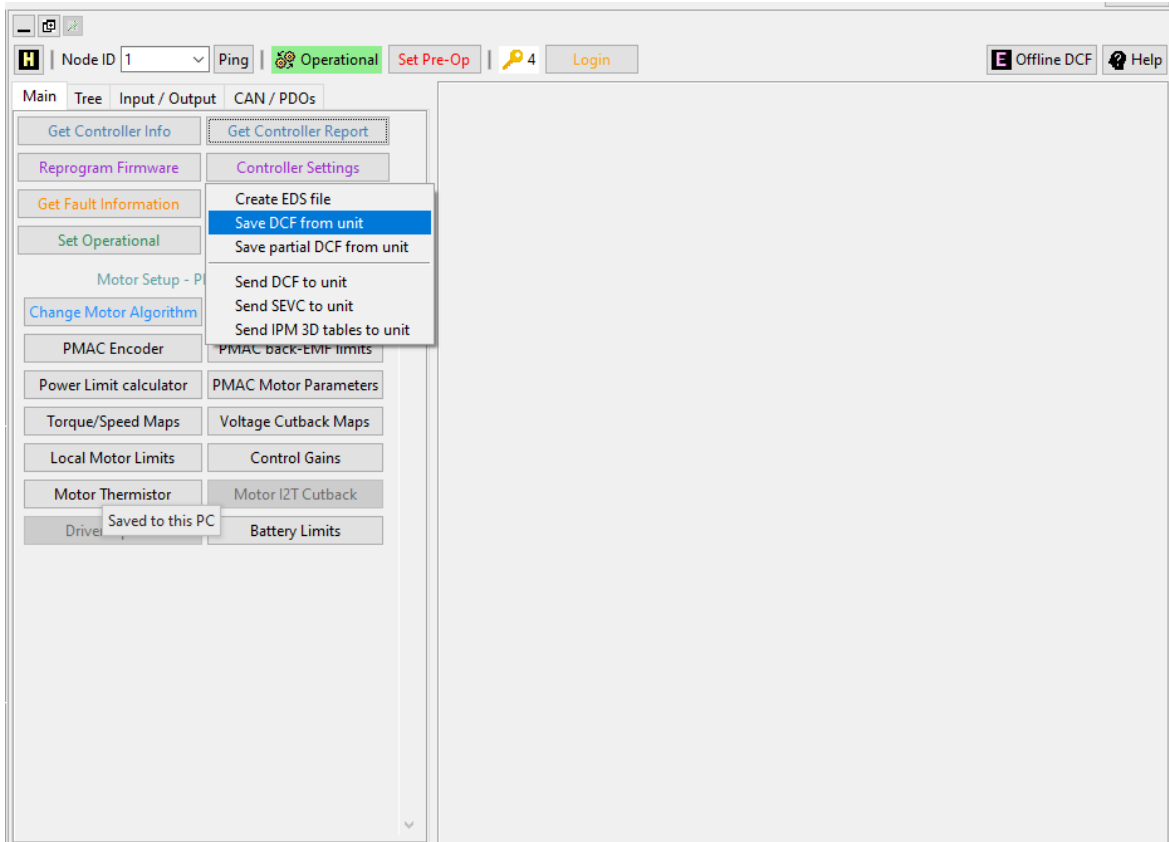 H Node ID 1 Ping Operational Set Pre-Op 4 Login E Offline DCF Help
Main Tree Input / Output CAN / PDOs
Get Controller Info Get Controller Report
Reprogram Firmware Controller Settings
Get Fault Information
Set Operational
Create EDS file
Save DCF from unit
Save partial DCF from unit
Send DCF to unit
Send SEVC to unit
Send IPM 3D tables to unit
Motor Setup -
Change Motor Algorithm
PMAC Encoder PMAC back-EMF limits
Power Limit calculator PMAC Motor Parameters
Torque/Speed Maps Voltage Cutback Maps
Local Motor Limits Control Gains
Motor Thermistor Motor I2T Cutback
Saved to this PC
Battery Limits